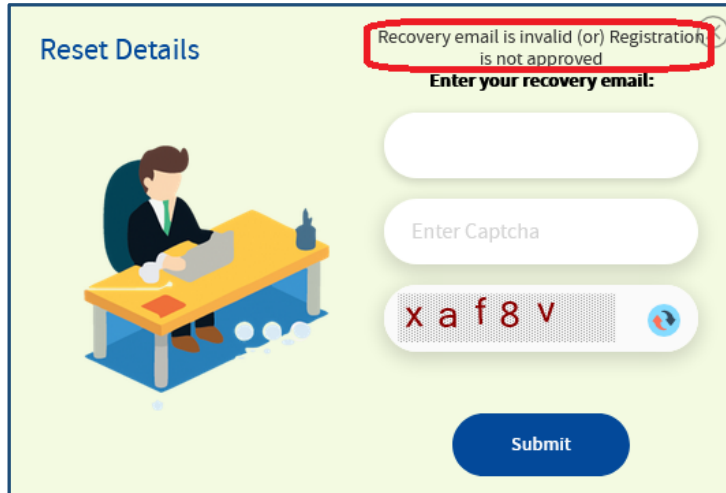 Reset Details
Recovery email is invalid (or) Registration
is not approved
Enter your recovery email:
Enter Captcha
x a f 8 v
Submit